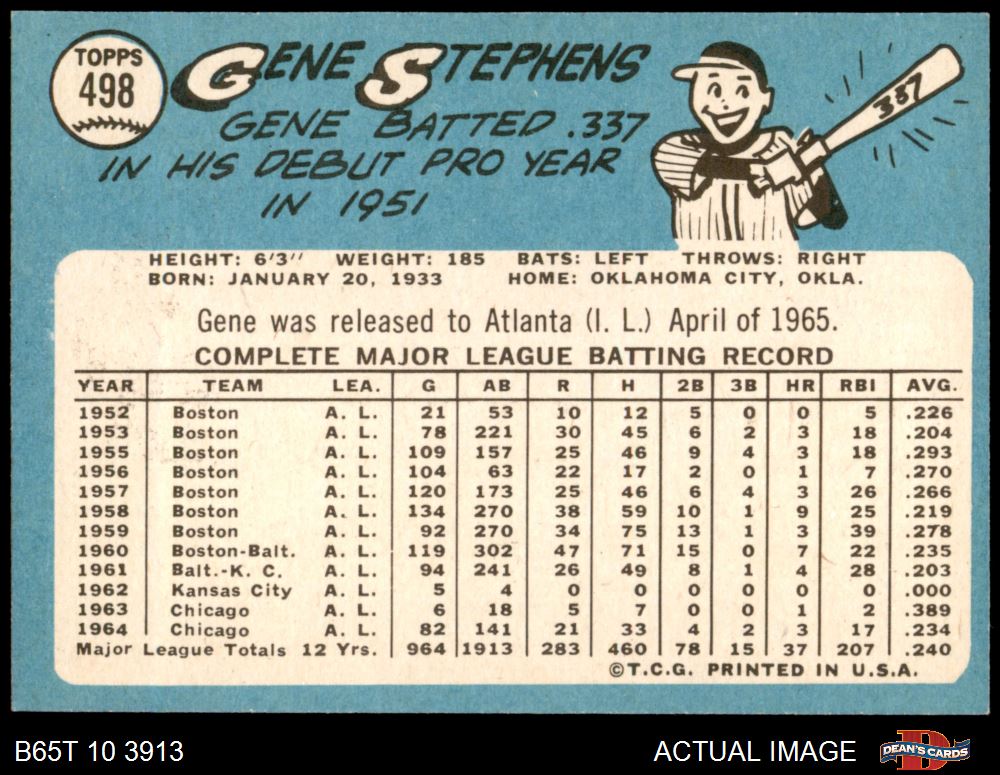 TOPPS
498
GENE STEPHENS
GENE BATTED .337
IN HIS DEBUT PRO YEAR
IN 1951
337
HEIGHT: 6'3" WEIGHT: 185 BATS: LEFT THROWS: RIGHT
BORN: JANUARY 20, 1933 HOME: OKLAHOMA CITY, OKLA.
Gene was released to Atlanta (I. L.) April of 1965.
COMPLETE MAJOR LEAGUE BATTING RECORD
YEAR TEAM LEA. G AB R H 2B 3B HR RBI AVG.
1952 Boston A. L. 21 53 10 12 5 0 0 5 .226
1953 Boston A. L. 78 221 30 45 6 2 3 18 .204
1955 Boston A. L. 109 157 25 46 9 4 3 18 .293
1956 Boston A. L. 104 63 22 17 2 0 1 7 .270
1957 Boston A. L. 120 173 25 46 6 4 3 26 .266
1958 Boston A. L. 134 270 38 59 10 1 9 25 .219
1959 Boston A. L. 92 270 34 75 13 1 3 39 .278
1960 Boston-Balt. A. L. 119 302 47 71 15 0 7 22 .235
1961 Balt.-K. C. A. L. 94 241 26 49 8 1 4 28 .203
1962 Kansas City A. L. 5 4 0 0 0 0 0 0 .000
1963 Chicago A. L. 6 18 5 7 0 0 1 2 .389
1964 Chicago A. L. 82 141 21 33 4 2 3 17 .234
Major League Totals 12 Yrs. 964 1913 283 460 78 15 37 207 .240
©T.C.G. PRINTED IN U.S.A.
B65T 10 3913 ACTUAL IMAGE DEAN'S CARDS